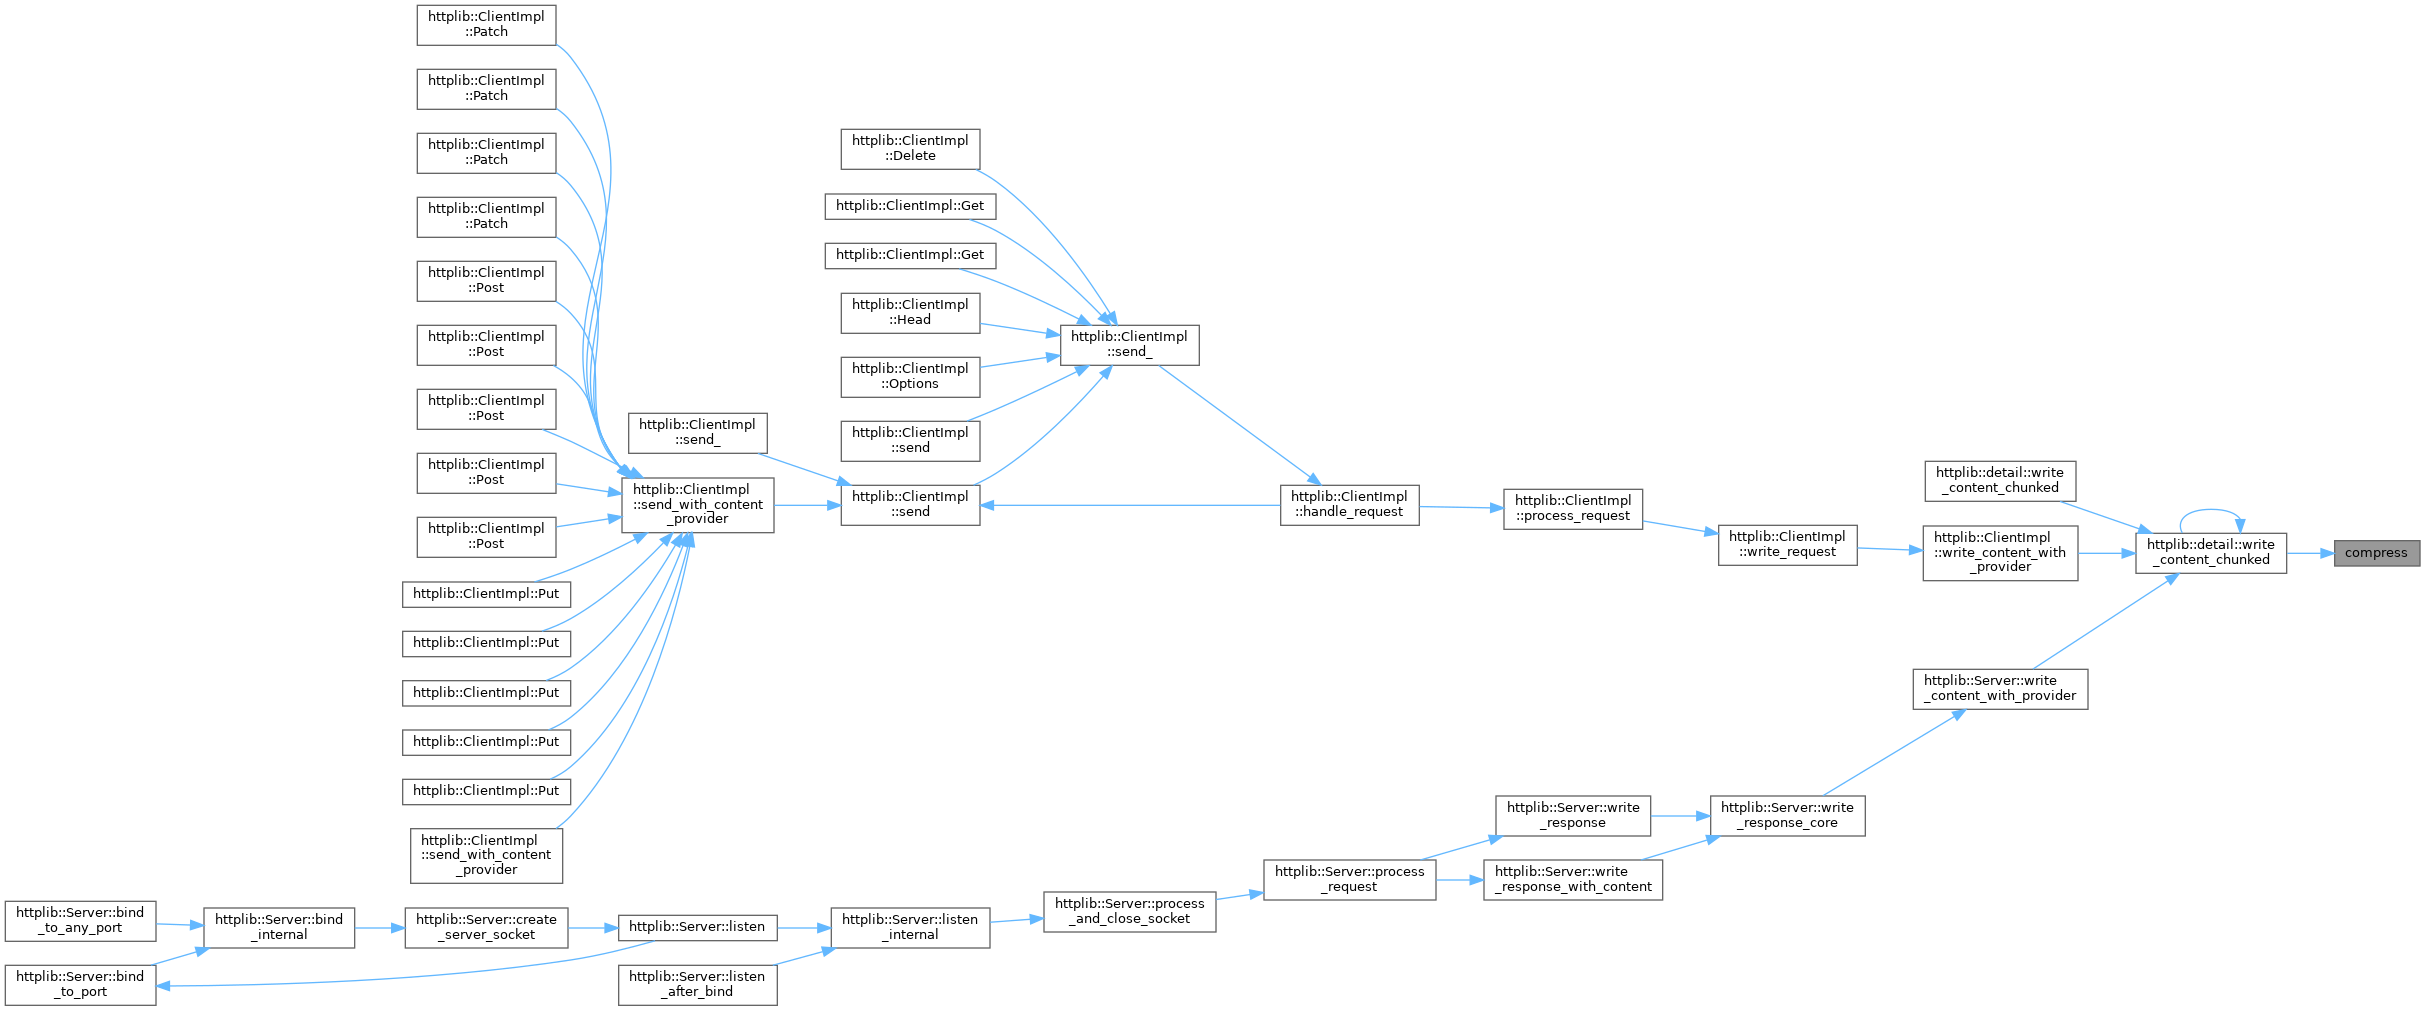 httplib::ClientImpl
::Patch
httplib::ClientImpl
::Patch
httplib::ClientImpl
::Patch
httplib::ClientImpl
::Patch
httplib::ClientImpl
::Post
httplib::ClientImpl
::Post
httplib::ClientImpl
::Post
httplib::ClientImpl
::Post
httplib::ClientImpl
::Post
httplib::ClientImpl::Put
httplib::ClientImpl::Put
httplib::ClientImpl::Put
httplib::ClientImpl::Put
httplib::ClientImpl::Put
httplib::ClientImpl
::send_with_content
_provider
httplib::ClientImpl
::send_
httplib::ClientImpl
::send_with_content
_provider
httplib::ClientImpl
::Delete
httplib::ClientImpl::Get
httplib::ClientImpl::Get
httplib::ClientImpl
::Head
httplib::ClientImpl
::Options
httplib::ClientImpl
::send
httplib::ClientImpl
::send
httplib::ClientImpl
::send_
httplib::ClientImpl
::handle_request
httplib::ClientImpl
::process_request
httplib::ClientImpl
::write_request
httplib::detail::write
_content_chunked
httplib::ClientImpl
::write_content_with
_provider
httplib::detail::write
_content_chunked
compress
httplib::Server::write
_content_with_provider
httplib::Server::write
_response_core
httplib::Server::write
_response
httplib::Server::write
_response_with_content
httplib::Server::process
_request
httplib::Server::process
_and_close_socket
httplib::Server::listen
_internal
httplib::Server::listen
httplib::Server::listen
_after_bind
httplib::Server::create
_server_socket
httplib::Server::bind
_internal
httplib::Server::bind
_to_any_port
httplib::Server::bind
_to_port